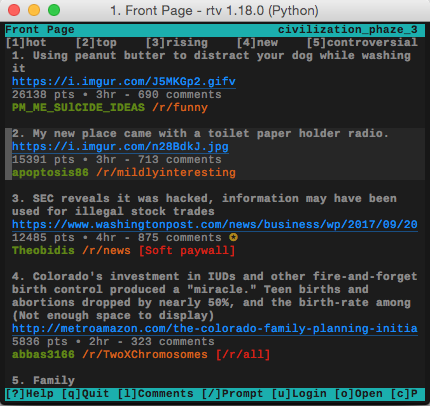 1. Front Page - rtv 1.18.0 (Python)
Front Page civilization_phaze_3
[1]hot [2]top [3]rising [4]new [5]controversial
1. Using peanut butter to distract your dog while washing
it
https://i.imgur.com/J5MKGp2.gifv
26138 pts • 3hr - 690 comments
PM_ME_SUlCIDE_IDEAS /r/funny
2. My new place came with a toilet paper holder radio.
https://i.imgur.com/n28BdkJ.jpg
15391 pts • 3hr - 713 comments
apoptosis86 /r/mildlyinteresting
3. SEC reveals it was hacked, information may have been
used for illegal stock trades
https://www.washingtonpost.com/news/business/wp/2017/09/20
12485 pts • 4hr - 875 comments ✪
Theobidis /r/news [Soft paywall]
4. Colorado's investment in IUDs and other fire-and-forget
birth control produced a "miracle." Teen births and
abortions dropped by nearly 50%, and the birth-rate among
(Not enough space to display)
http://metroamazon.com/the-colorado-family-planning-initia
5836 pts • 2hr - 323 comments
abbas3166 /r/TwoXChromosomes [/r/all]
5. Family
[?]Help [q]Quit [l]Comments [/]Prompt [u]Login [o]Open [c]P